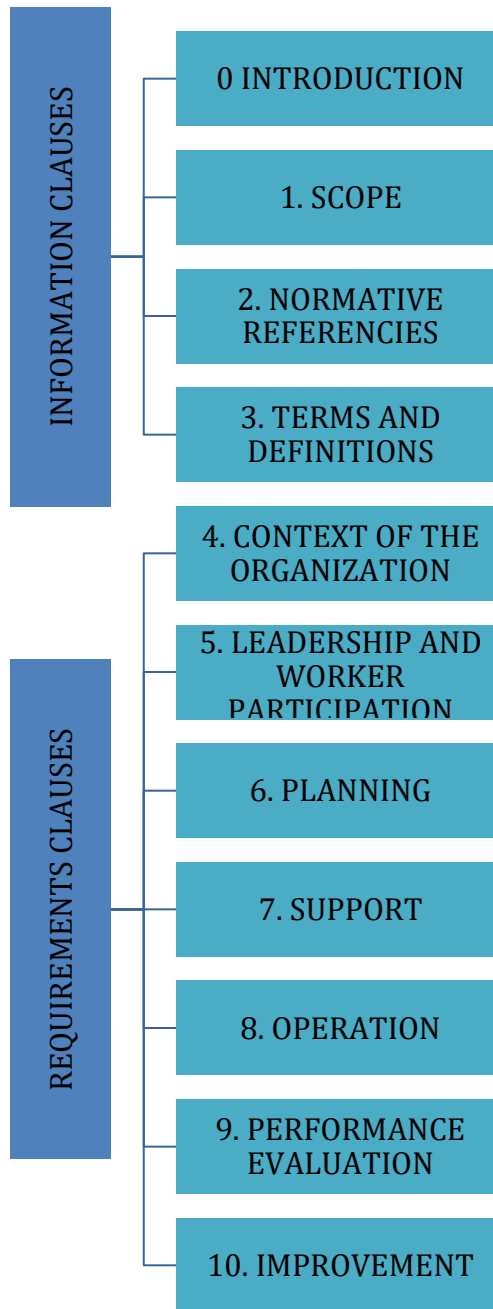 INFORMATION CLAUSES
0 INTRODUCTION
1. SCOPE
2. NORMATIVE
REFERENCIES
3. TERMS AND
DEFINITIONS
REQUIREMENTS CLAUSES
4. CONTEXT OF THE
ORGANIZATION
5. LEADERSHIP AND
WORKER
PARTICIPATION
6. PLANNING
7. SUPPORT
8. OPERATION
9. PERFORMANCE
EVALUATION
10. IMPROVEMENT